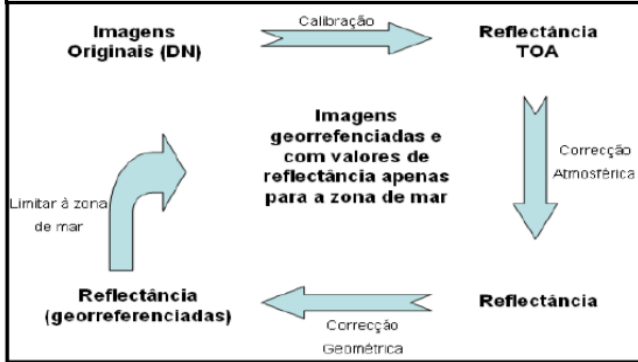 Imagens
Originais (DN)
Calibração
Reflectância
TOA
Correcção
Atmosférica
Reflectância
Correcção
Geométrica
Reflectância
(georreferenciadas)
Limitar à zona
de mar
Imagens
georrefenciadas e
com valores de
reflectância apenas
para a zona de mar